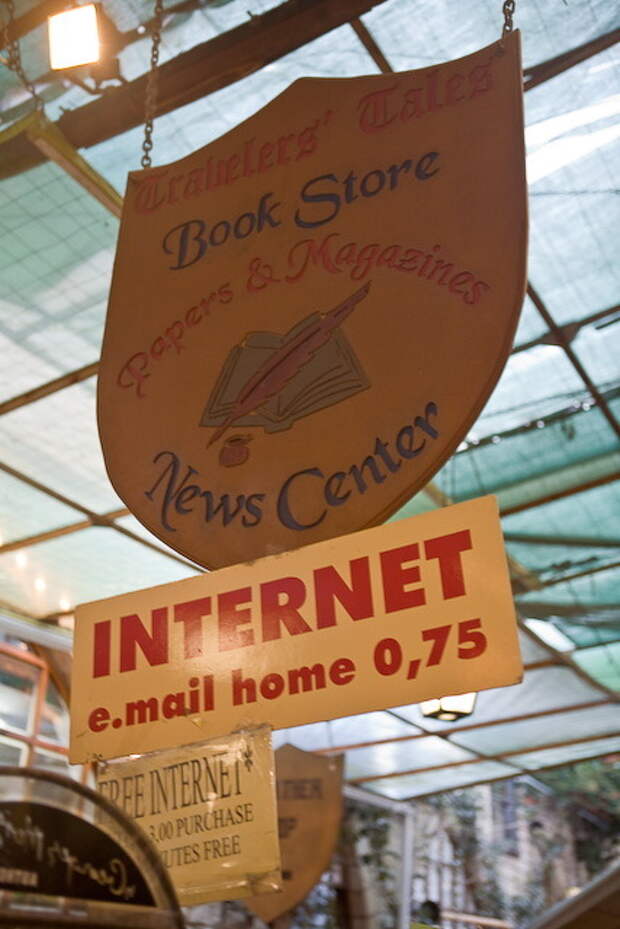 Travelers' Tales
Book Store
Papers & Magazines
News Center
INTERNET
e.mail home 0,75
FREE INTERNET*
3.00 PURCHASE
FREE